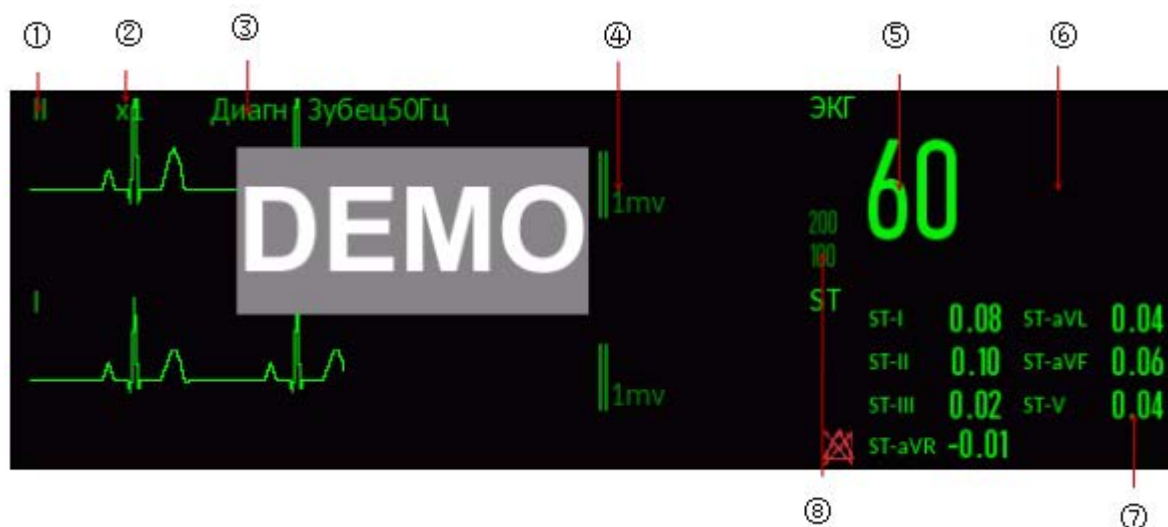 ① ② ③ ④ ⑤ ⑥
II x1 Диагн Зубец50Гц ЭКГ
60
1mv
DEMO
200
100
I
ST
ST-I 0.08 ST-aVL 0.04
ST-II 0.10 ST-aVF 0.06
1mv
ST-III 0.02 ST-V 0.04
ST-aVR -0.01
⑧ ⑦